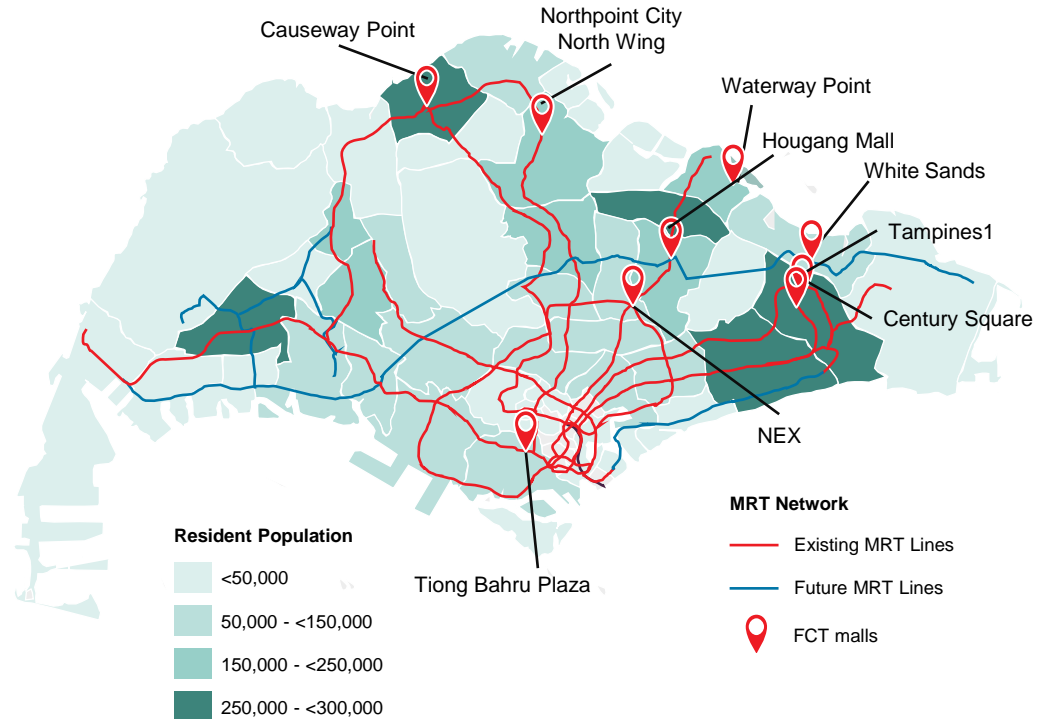 Causeway Point
Northpoint City
North Wing
Waterway Point
Hougang Mall
White Sands
Tampines1
Century Square
NEX
Tiong Bahru Plaza
Resident Population
<50,000
50,000 - <150,000
150,000 - <250,000
250,000 - <300,000
MRT Network
Existing MRT Lines
Future MRT Lines
FCT malls